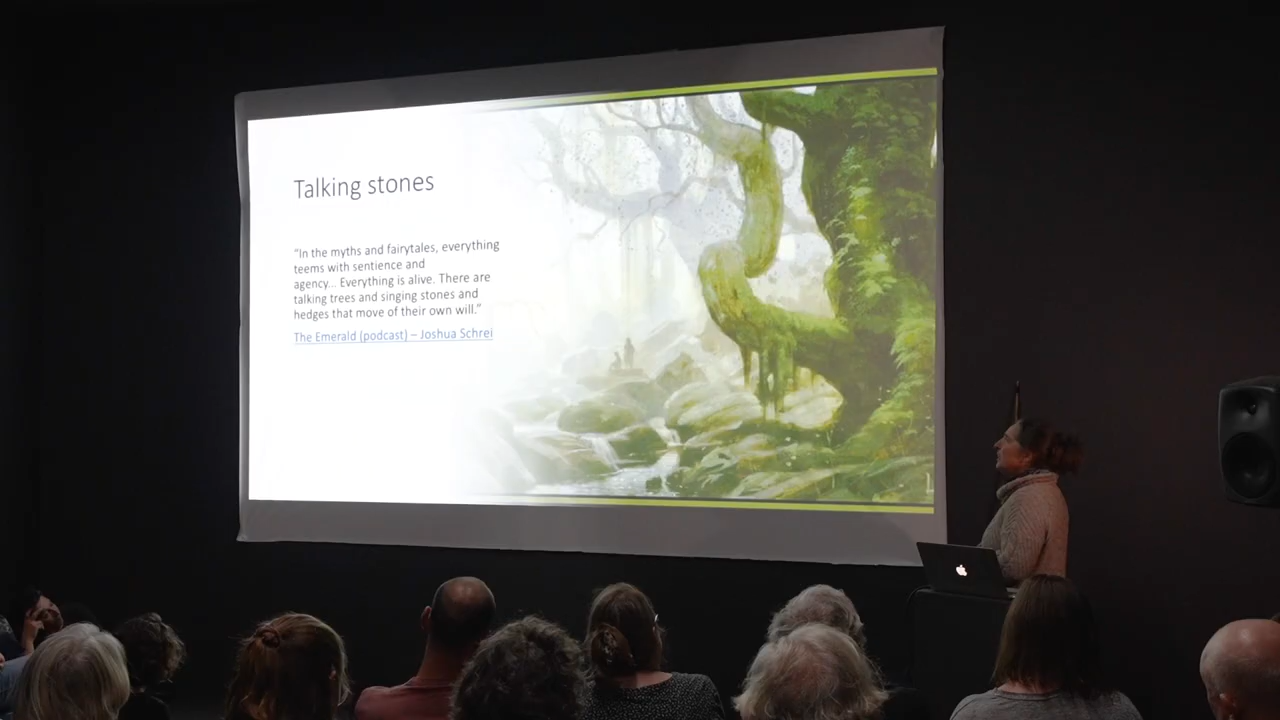 Talking stones
“In the myths and fairytales, everything
teems with sentience and
agency... Everything is alive. There are
talking trees and singing stones and
hedges that move of their own will.”
The Emerald (podcast) – Joshua Schrei